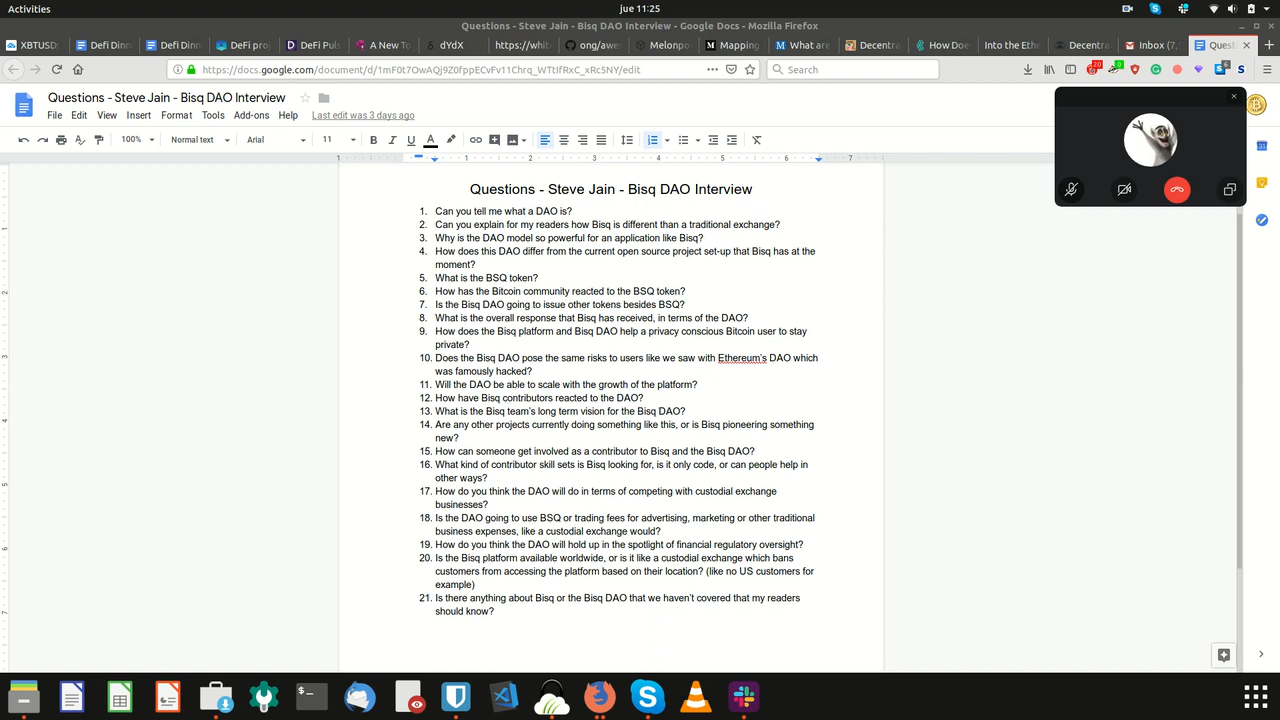 Activities
jue 11:25
Questions - Steve Jain - Bisq DAO Interview - Google Docs - Mozilla Firefox
XBTUSD:
Defi Dinn
Defi Dinn
DeFi proj
DeFi Puls
A New To
dYdX
https://whit
ong/awes
Melonpo
Mapping
What are
Decentra
How Doe
Into the Ethe
Decentra
Inbox (7,
Questi
https://docs.google.com/document/d/1mF0t7OwAQj9Z0fppECvFv11Chrq_WTtIfRxC_xRc5NY/edit
Search
20
0
6
Questions - Steve Jain - Bisq DAO Interview
File Edit View Insert Format Tools Add-ons Help Last edit was 3 days ago
100% Normal text Arial 11
1 1 2 3 4 5 6 7
Questions - Steve Jain - Bisq DAO Interview
1. Can you tell me what a DAO is?
2. Can you explain for my readers how Bisq is different than a traditional exchange?
3. Why is the DAO model so powerful for an application like Bisq?
4. How does this DAO differ from the current open source project set-up that Bisq has at the
moment?
5. What is the BSQ token?
6. How has the Bitcoin community reacted to the BSQ token?
7. Is the Bisq DAO going to issue other tokens besides BSQ?
8. What is the overall response that Bisq has received, in terms of the DAO?
9. How does the Bisq platform and Bisq DAO help a privacy conscious Bitcoin user to stay
private?
10. Does the Bisq DAO pose the same risks to users like we saw with Ethereum's DAO which
was famously hacked?
11. Will the DAO be able to scale with the growth of the platform?
12. How have Bisq contributors reacted to the DAO?
13. What is the Bisq team's long term vision for the Bisq DAO?
14. Are any other projects currently doing something like this, or is Bisq pioneering something
new?
15. How can someone get involved as a contributor to Bisq and the Bisq DAO?
16. What kind of contributor skill sets is Bisq looking for, is it only code, or can people help in
other ways?
17. How do you think the DAO will do in terms of competing with custodial exchange
businesses?
18. Is the DAO going to use BSQ or trading fees for advertising, marketing or other traditional
business expenses, like a custodial exchange would?
19. How do you think the DAO will hold up in the spotlight of financial regulatory oversight?
20. Is the Bisq platform available worldwide, or is it like a custodial exchange which bans
customers from accessing the platform based on their location? (like no US customers for
example)
21. Is there anything about Bisq or the Bisq DAO that we haven't covered that my readers
should know?